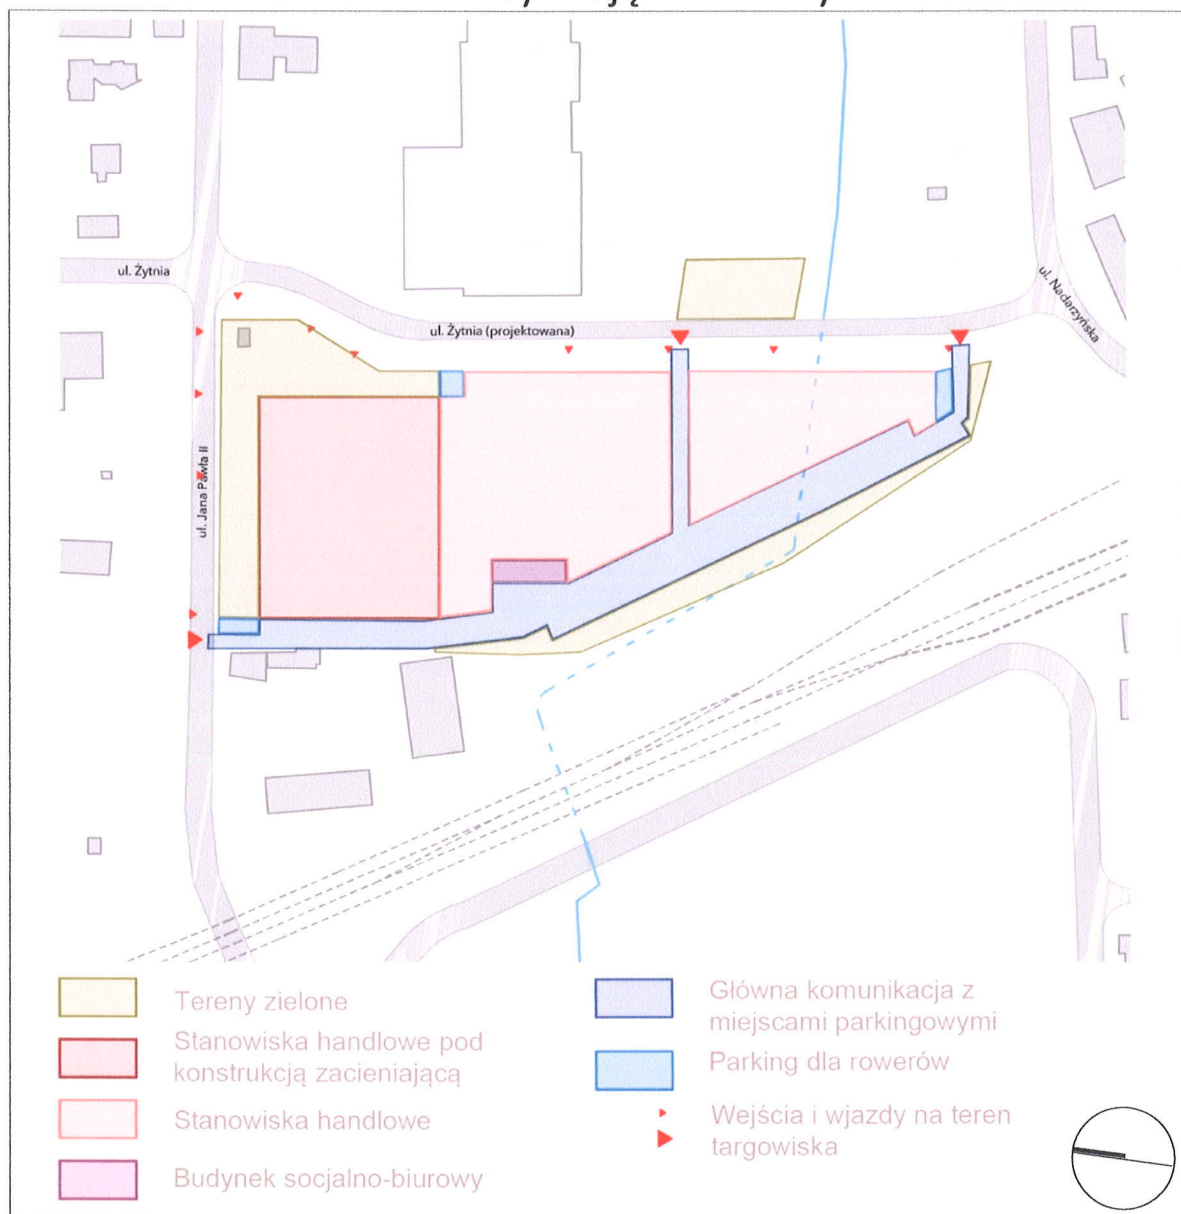 ul. Żytnia
ul. Nadarzyńska
ul. Żytnia (projektowana)
ul. Jana Pawła II
Tereny zielone
Stanowiska handlowe pod
konstrukcją zacieniającą
Stanowiska handlowe
Budynek socjalno-biurowy
Główna komunikacja z
miejscami parkingowymi
Parking dla rowerów
Wejścia i wjazdy na teren
targowiska